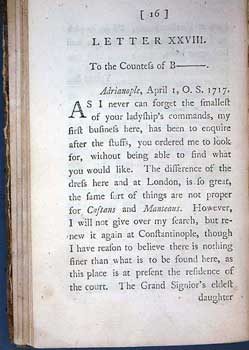 [ 16 ]
LETTER XXVIII.
To the Countess of B———.
Adrianople, April 1, O. S. 1717.
AS I never can forget the smallest
of your ladyship's commands, my
first business here, has been to enquire
after the stuffs, you ordered me to look
for, without being able to find what
you would like. The difference of the
dress here and at London, is so great,
the same sort of things are not proper
for Caftans and Manteaus. However,
I will not give over my search, but re-
new it again at Constantinople, though
I have reason to believe there is nothing
finer than what is to be found here, as
this place is at present the residence of
the court. The Grand Signior's eldest
daughter